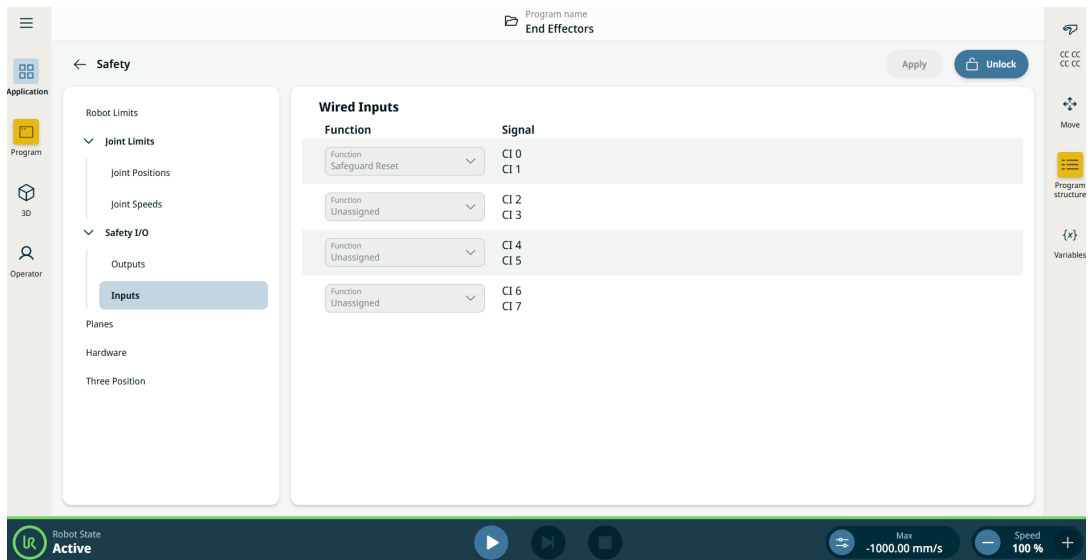 Program name
End Effectors
Safety
Apply
Unlock
Application
Program
3D
Operator
Robot Limits
Joint Limits
Joint Positions
Joint Speeds
Safety I/O
Outputs
Inputs
Planes
Hardware
Three Position
Wired Inputs
Function Signal
Function
Safeguard Reset
CI 0
CI 1
Function
Unassigned
CI 2
CI 3
Function
Unassigned
CI 4
CI 5
Function
Unassigned
CI 6
CI 7
CC CC
CC CC
Move
Program
structure
{x}
Variables
UR
Robot State
Active
Max
-1000.00 mm/s
Speed
100 %